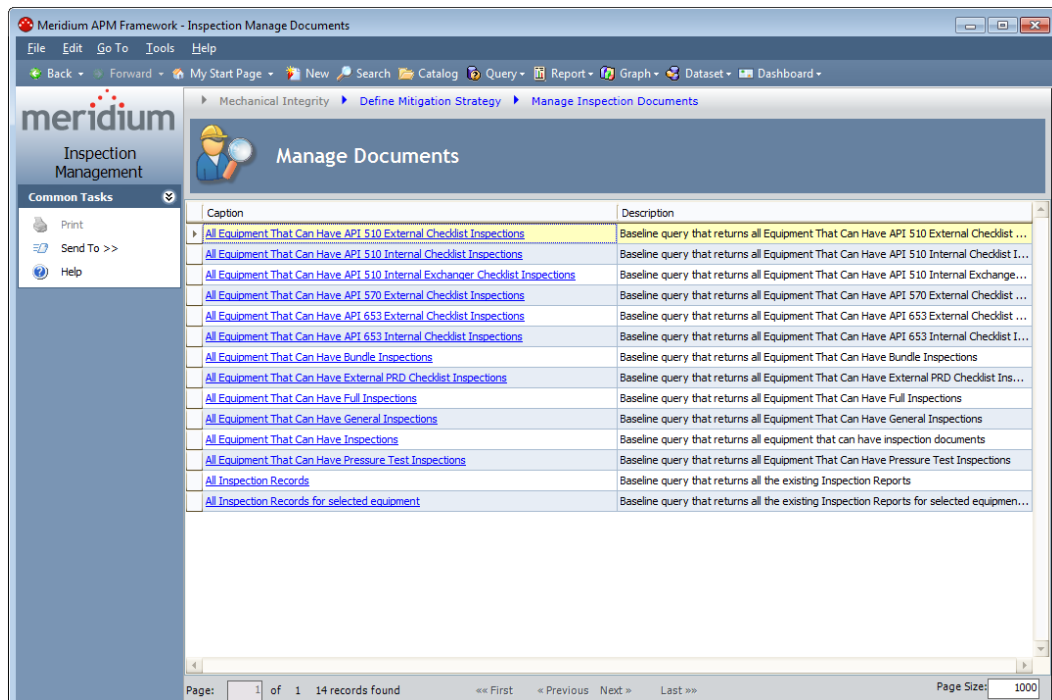 Meridium APM Framework - Inspection Manage Documents
File Edit Go To Tools Help
Back Forward My Start Page New Search Catalog Query Report Graph Dataset Dashboard
meridium
Inspection
Management
Common Tasks
Print
Send To >>
Help
Mechanical Integrity Define Mitigation Strategy Manage Inspection Documents
Manage Documents
Caption Description
All Equipment That Can Have API 510 External Checklist Inspections Baseline query that returns all Equipment That Can Have API 510 External Checklist ...
All Equipment That Can Have API 510 Internal Checklist Inspections Baseline query that returns all Equipment That Can Have API 510 Internal Checklist I...
All Equipment That Can Have API 510 Internal Exchanger Checklist Inspections Baseline query that returns all Equipment That Can Have API 510 Internal Exchange...
All Equipment That Can Have API 570 External Checklist Inspections Baseline query that returns all Equipment That Can Have API 570 External Checklist ...
All Equipment That Can Have API 653 External Checklist Inspections Baseline query that returns all Equipment That Can Have API 653 External Checklist ...
All Equipment That Can Have API 653 Internal Checklist Inspections Baseline query that returns all Equipment That Can Have API 653 Internal Checklist I...
All Equipment That Can Have Bundle Inspections Baseline query that returns all Equipment That Can Have Bundle Inspections
All Equipment That Can Have External PRD Checklist Inspections Baseline query that returns all Equipment That Can Have External PRD Checklist Ins...
All Equipment That Can Have Full Inspections Baseline query that returns all Equipment That Can Have Full Inspections
All Equipment That Can Have General Inspections Baseline query that returns all Equipment That Can Have General Inspections
All Equipment That Can Have Inspections Baseline query that returns all equipment that can have inspection documents
All Equipment That Can Have Pressure Test Inspections Baseline query that returns all Equipment That Can Have Pressure Test Inspections
All Inspection Records Baseline query that returns all the existing Inspection Reports
All Inspection Records for selected equipment Baseline query that returns all the existing Inspection Reports for selected equipmen...
Page: 1 of 1 14 records found «« First « Previous Next » Last »» Page Size: 1000